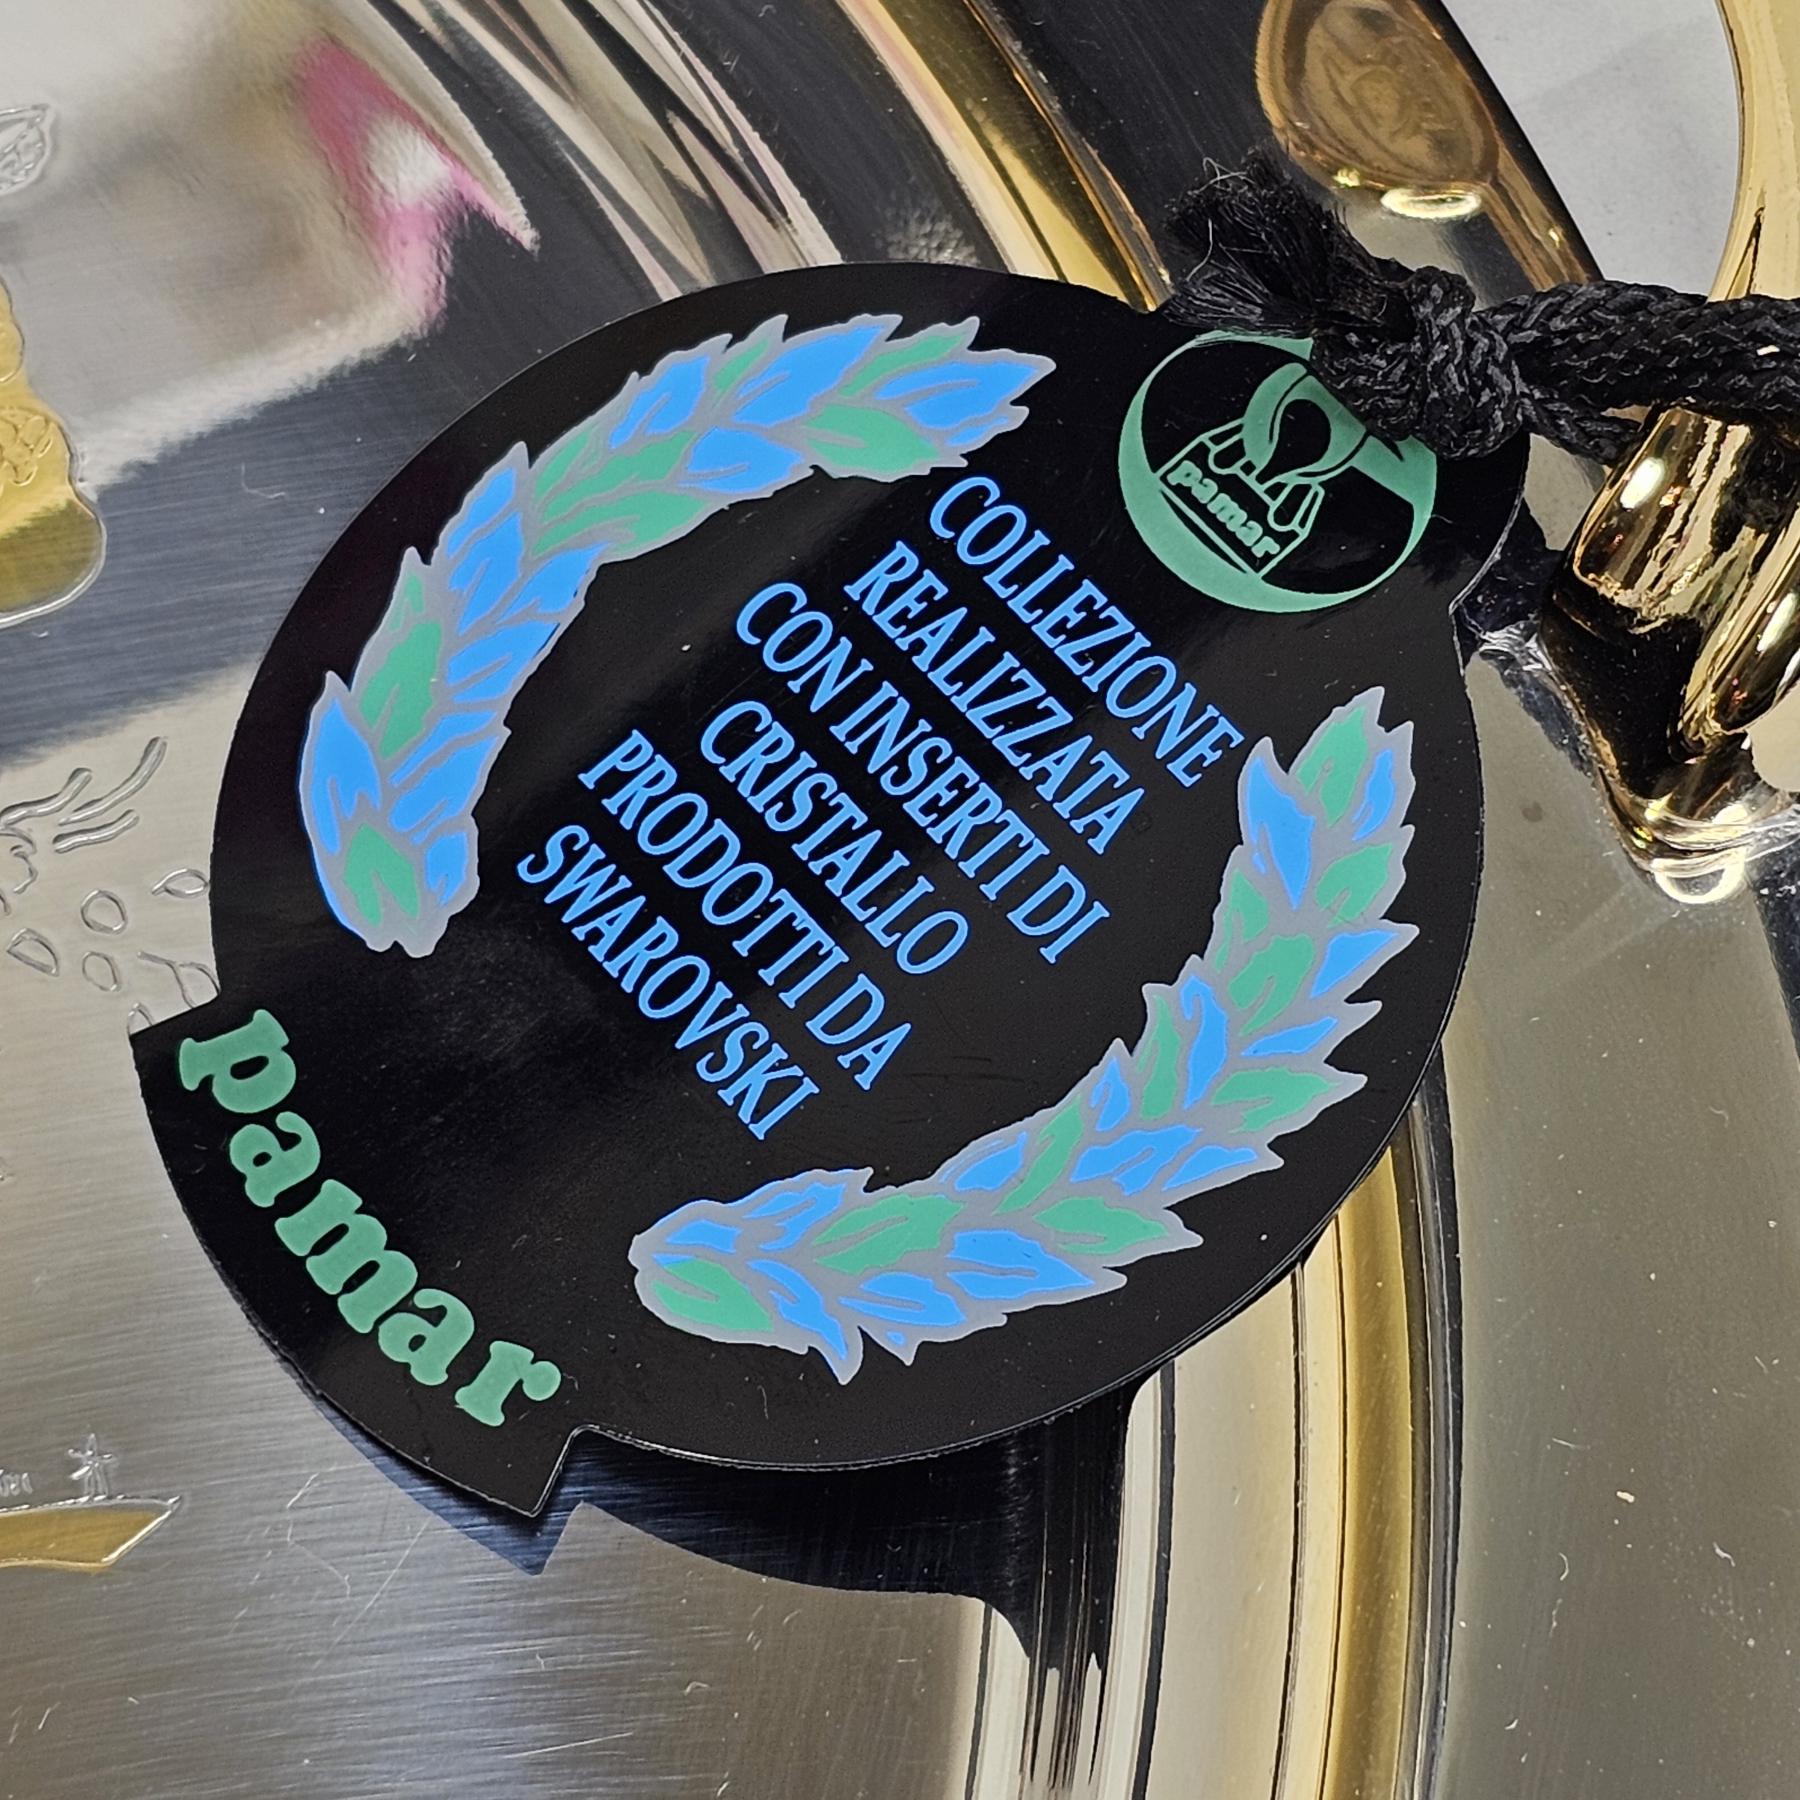 pamar
COLLEZIONE
REALIZZATA
CON INSERTI DI
CRISTALLO
PRODOTTI DA
SWAROVSKI
pamar